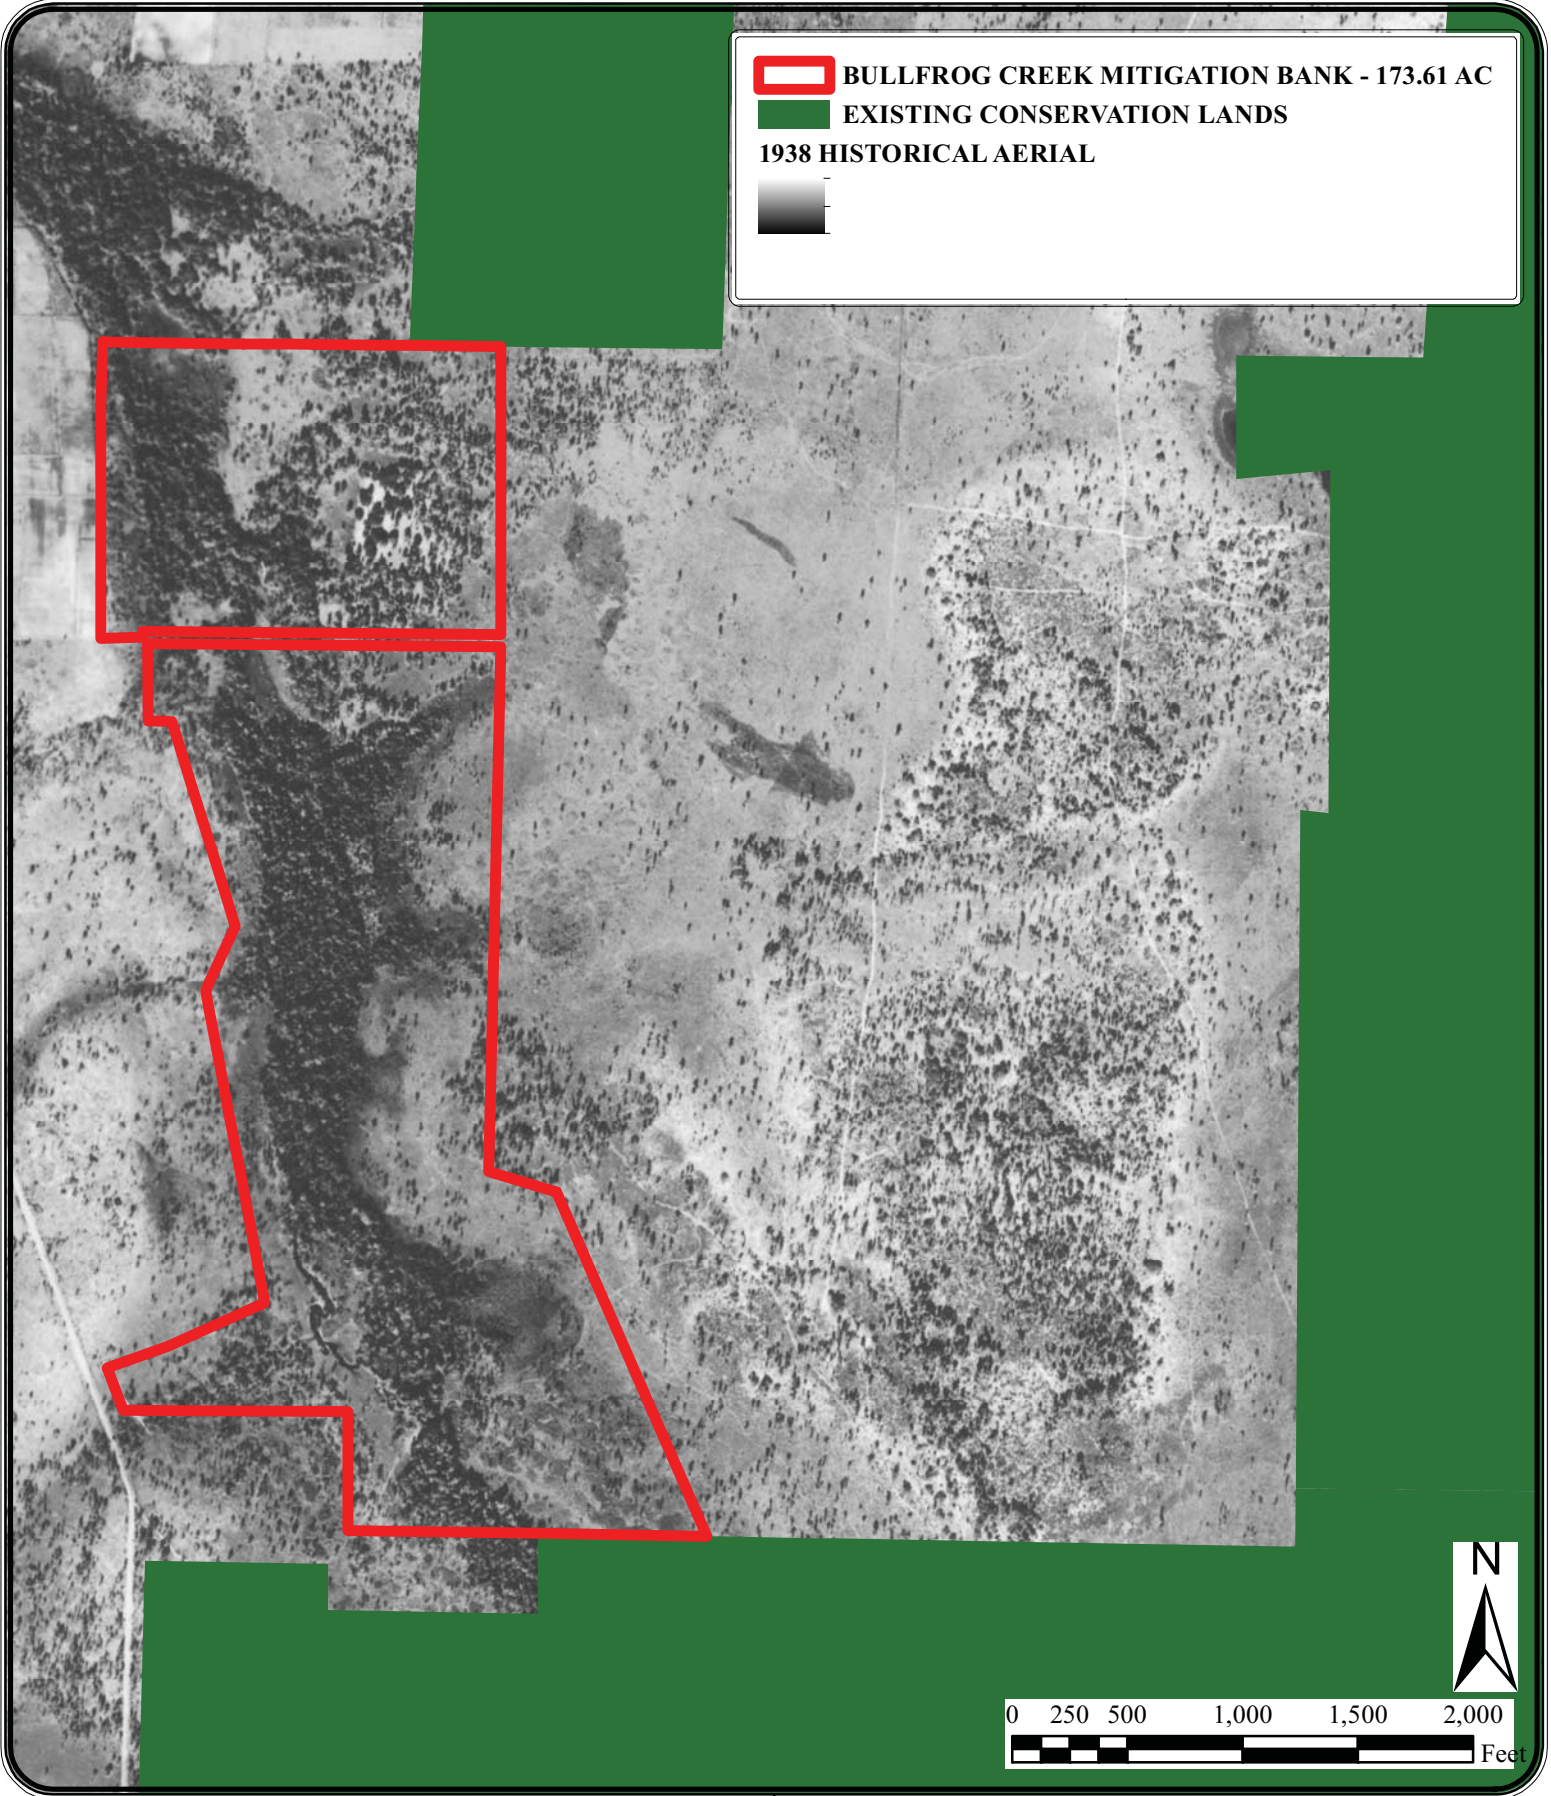 BULLFROG CREEK MITIGATION BANK - 173.61 AC
EXISTING CONSERVATION LANDS
1938 HISTORICAL AERIAL
N
0 250 500 1,000 1,500 2,000
Feet